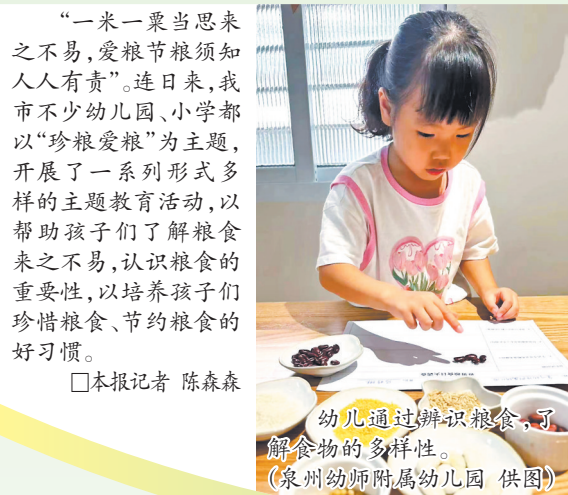 “一米一粟当思来
之不易,爱粮节粮须知
人人有责”。连日来,我
市不少幼儿园、小学都
以“珍粮爱粮”为主题,
开展了一系列形式多
样的主题教育活动,以
帮助孩子们了解粮食
来之不易,认识粮食的
重要性,以培养孩子们
珍惜粮食、节约粮食的
好习惯。
□本报记者 陈森森
幼儿通过辨识粮食,了
解食物的多样性。
(泉州幼师附属幼儿园 供图)